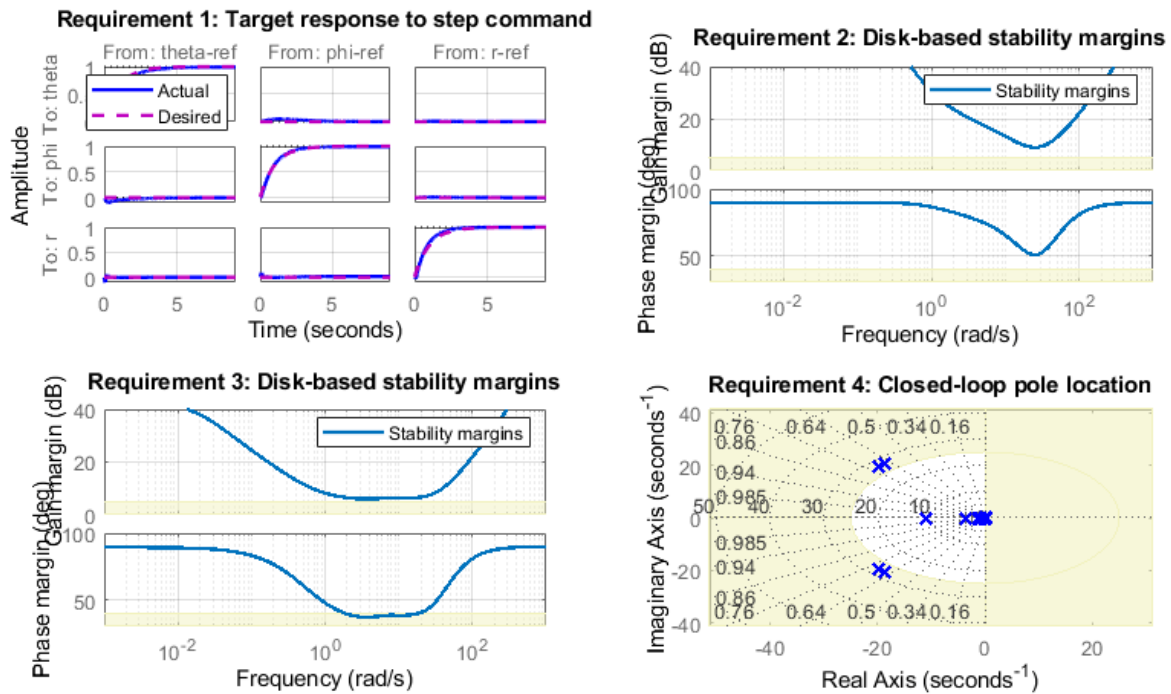 Requirement 1: Target response to step command
From: theta-ref
From: phi-ref
From: r-ref
To: theta
To: phi
To: r
Amplitude
1
0.
Actual
Desired
1
0.5
0
1
0.5
0
0
5
0
5
0
5
Time (seconds)
Requirement 2: Disk-based stability margins
Gain margin (dB)
40
20
0
Stability margins
Phase margin (deg)
100
50
10-2
100
102
Frequency (rad/s)
Requirement 3: Disk-based stability margins
Gain margin (dB)
40
20
0
Stability margins
Phase margin (deg)
100
50
10-2
100
102
Frequency (rad/s)
Requirement 4: Closed-loop pole location
Imaginary Axis (seconds-1)
40
20
0
-20
-40
0.76
0.64
0.5
0.34
0.16
0.86
0.94
0.985
50
40
30
20
10
0.985
0.94
0.86
0.76
0.64
0.5
0.34
0.16
-40
-20
0
20
Real Axis (seconds-1)